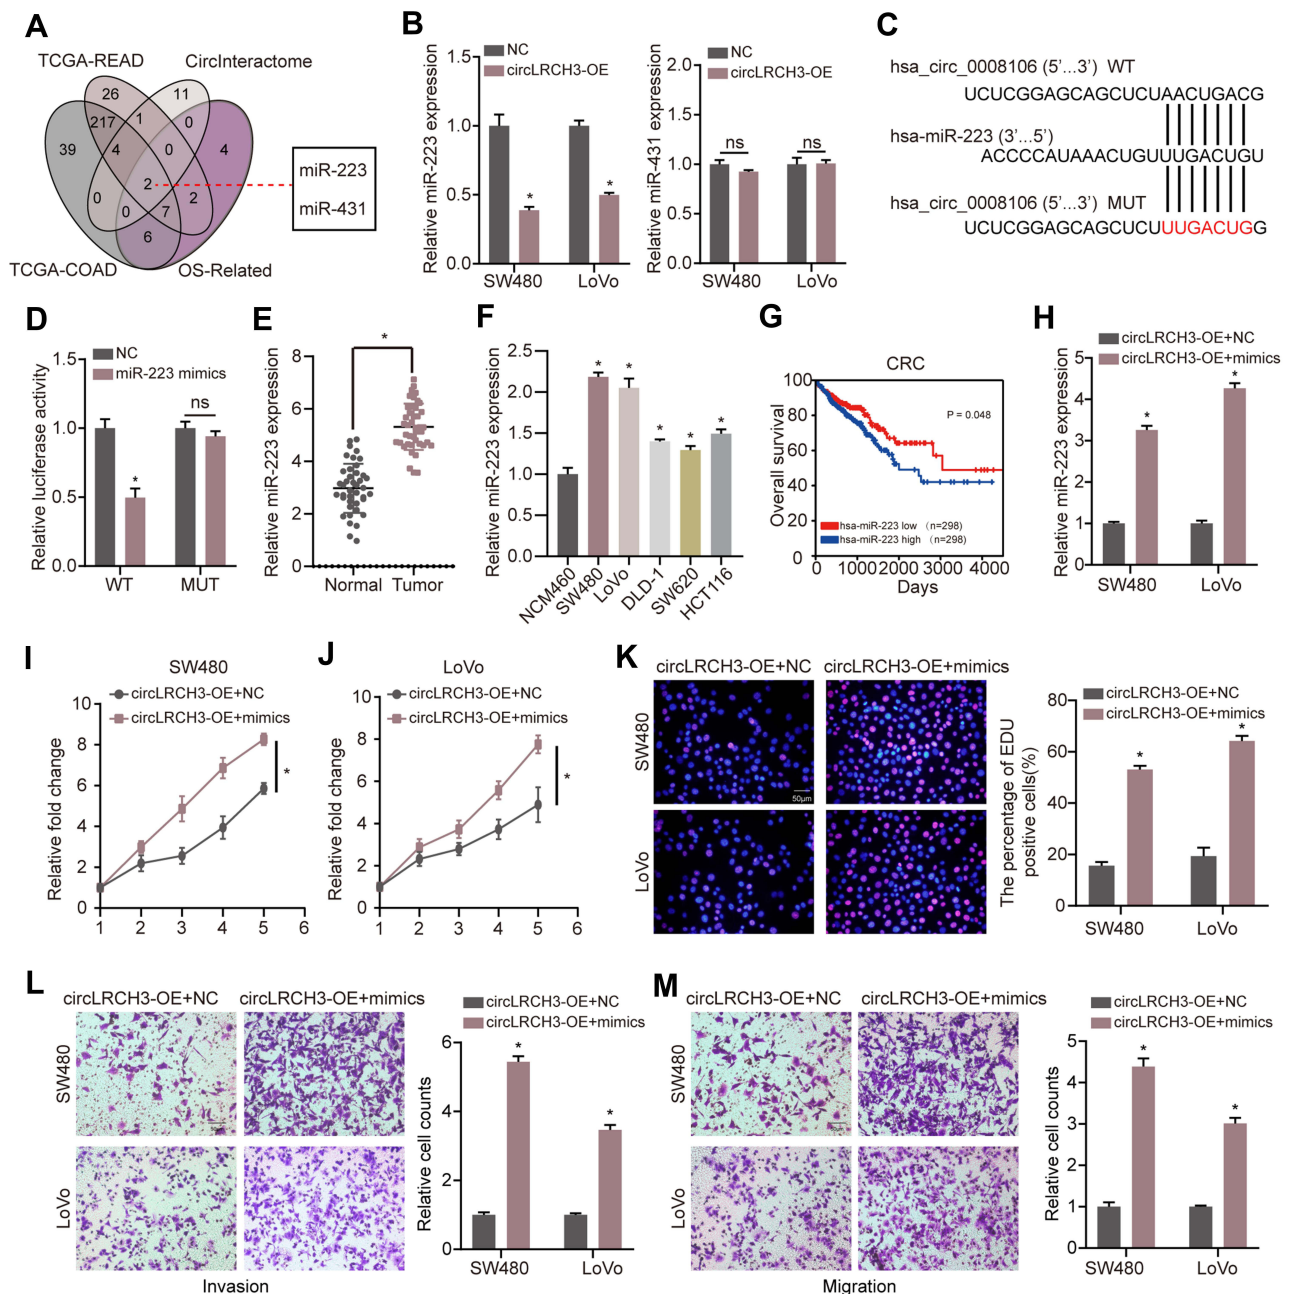 A
TCGA-READ
CircInteractome
26
11
217
1
0
39
4
0
4
2
0
2
0
7
6
miR-223
miR-431
TCGA-COAD
OS-Related
B
NC
circLRCH3-OE
Relative miR-223 expression
1.5
1.0
0.5
0.0
*
*
SW480
LoVo
NC
circLRCH3-OE
Relative miR-431 expression
2.0
1.5
1.0
0.5
0.0
ns
ns
SW480
LoVo
C
hsa_circ_0008106 (5’...3’) WT
UCUCGGAGCAGCUCUAACUGACG
hsa-miR-223 (3’...5’)
ACCCCAUAAACUGUUUGACUGU
hsa_circ_0008106 (5’...3’) MUT
UCUCGGAGCAGCUCUUUGACUGG
D
NC
miR-223 mimics
Relative luciferase activity
1.5
1.0
0.5
0.0
*
ns
WT
MUT
E
Relative miR-223 expression
8
6
4
2
0
*
Normal
Tumor
F
Relative miR-223 expression
2.5
2.0
1.5
1.0
0.5
0.0
*
*
*
*
*
NCM460
SW480
LoVo
DLD-1
SW620
HCT116
G
CRC
Overall survival
100
80
60
40
20
0
P = 0.048
hsa-miR-223 low (n=298)
hsa-miR-223 high (n=298)
0 1000 2000 3000 4000
Days
H
circLRCH3-OE+NC
circLRCH3-OE+mimics
Relative miR-223 expression
5
4
3
2
1
0
*
*
SW480
LoVo
I
SW480
circLRCH3-OE+NC
circLRCH3-OE+mimics
Relative fold change
10
8
6
4
2
0
*
1 2 3 4 5 6
J
LoVo
circLRCH3-OE+NC
circLRCH3-OE+mimics
Relative fold change
10
8
6
4
2
0
*
1 2 3 4 5 6
K
circLRCH3-OE+NC
circLRCH3-OE+mimics
SW480
50μm
LoVo
circLRCH3-OE+NC
circLRCH3-OE+mimics
The percentage of EDU
positive cells(%)
80
60
40
20
0
*
*
SW480
LoVo
L
circLRCH3-OE+NC
circLRCH3-OE+mimics
SW480
LoVo
Invasion
circLRCH3-OE+NC
circLRCH3-OE+mimics
Relative cell counts
6
4
2
0
*
*
SW480
LoVo
M
circLRCH3-OE+NC
circLRCH3-OE+mimics
SW480
LoVo
Migration
circLRCH3-OE+NC
circLRCH3-OE+mimics
Relative cell counts
5
4
3
2
1
0
*
*
SW480
LoVo